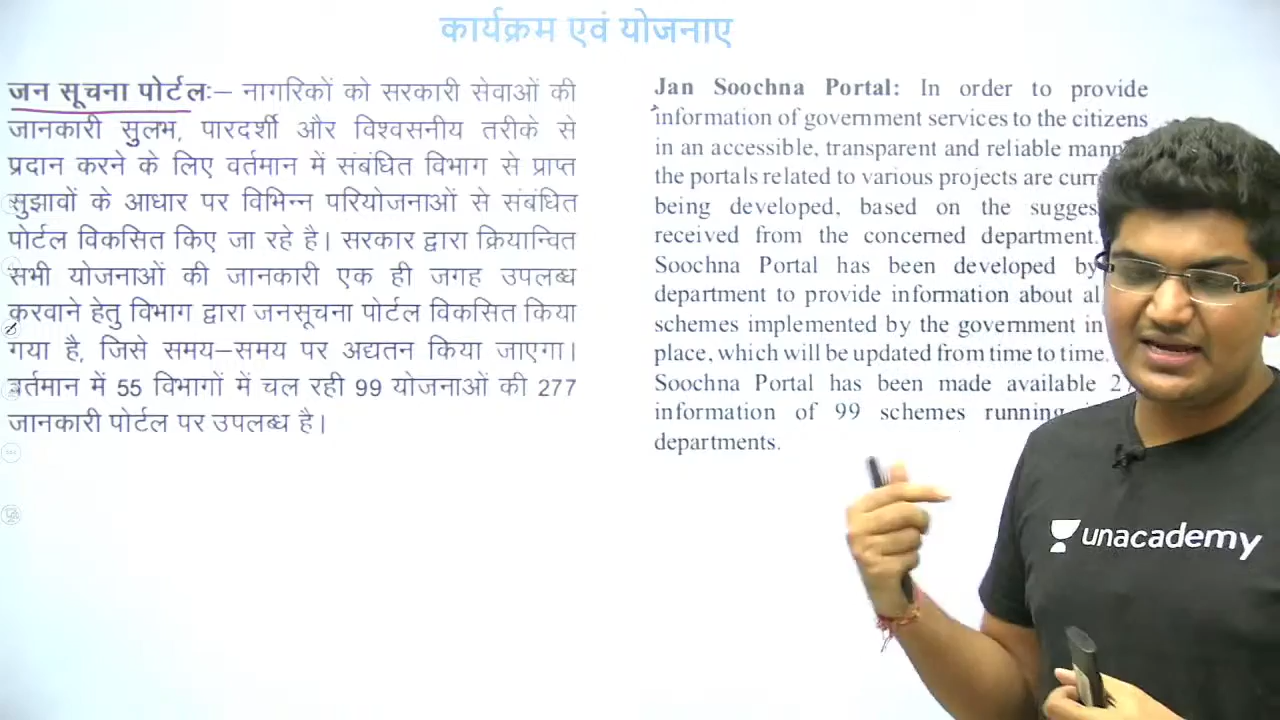 कार्यक्रम एवं योजनाए
जन सूचना पोर्टलः– नागरिकों को सरकारी सेवाओं की
जानकारी सुलभ, पारदर्शी और विश्वसनीय तरीके से
प्रदान करने के लिए वर्तमान में संबंधित विभाग से प्राप्त
सुझावों के आधार पर विभिन्न परियोजनाओं से संबंधित
पोर्टल विकसित किए जा रहे है। सरकार द्वारा क्रियान्वित
सभी योजनाओं की जानकारी एक ही जगह उपलब्ध
करवाने हेतु विभाग द्वारा जनसूचना पोर्टल विकसित किया
गया है, जिसे समय–समय पर अद्यतन किया जाएगा।
वर्तमान में 55 विभागों में चल रही 99 योजनाओं की 277
जानकारी पोर्टल पर उपलब्ध है।
Jan Soochna Portal: In order to provide
information of government services to the citizens
in an accessible, transparent and reliable
the portals related to various projects are
being developed, based on the
received from the concerned department.
Soochna Portal has been developed by
department to provide information about
schemes implemented by the government in
place, which will be updated from time to time.
Soochna Portal has been made available
information of 99 schemes running
departments.
unacademy